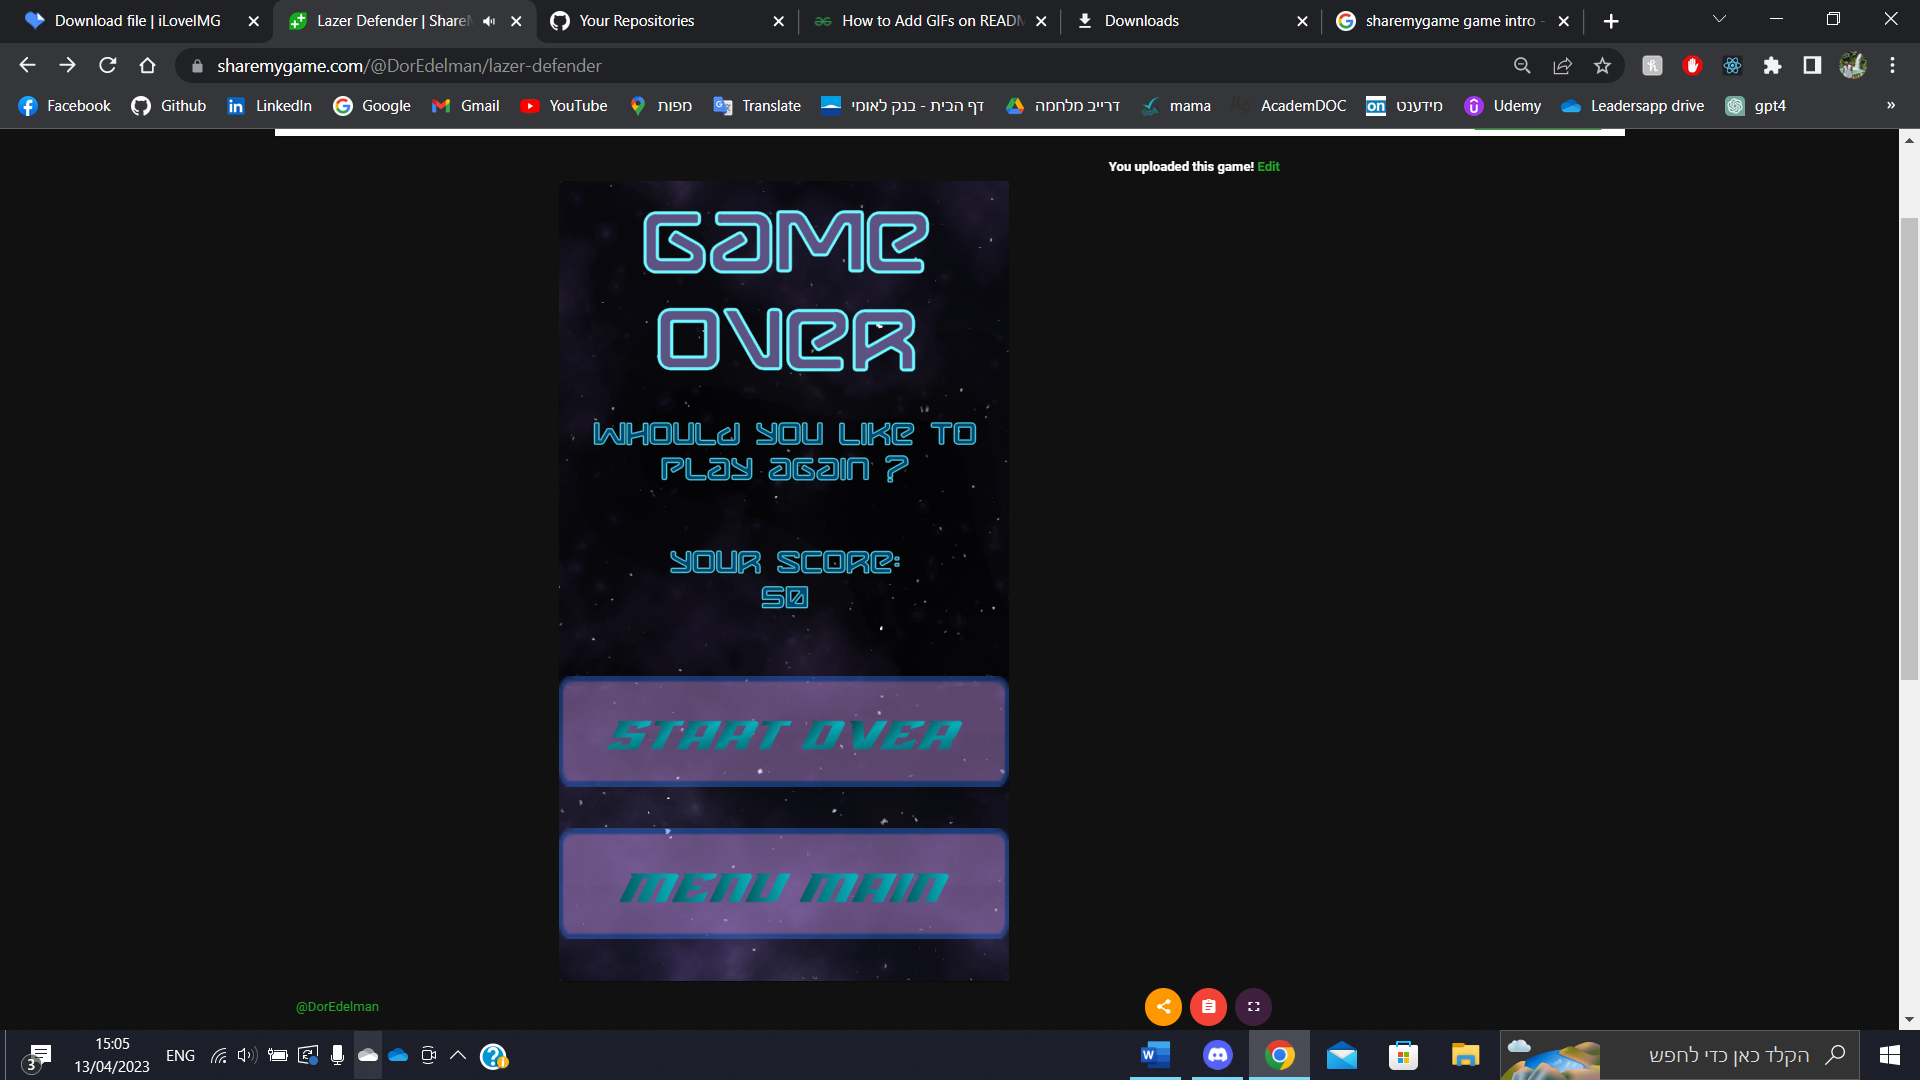 Download file | iLoveIMG
Lazer Defender | ShareM
Your Repositories
How to Add GIFs on READM
Downloads
sharemygame game intro -
sharemygame.com/@DorEdelman/lazer-defender
Facebook
Github
LinkedIn
Google
Gmail
YouTube
מפות
Translate
דף הבית - בנק לאומי
דרייב מלחמה
mama
AcademDOC
on מידענט
Udemy
Leadersapp drive
gpt4
»
You uploaded this game! Edit
GAME
OVER
WHOULD YOU LIKE TO
PLAY AGAIN ?
YOUR SCORE:
50
START OVER
MENU MAIN
@DorEdelman
3
15:05
13/04/2023
ENG
הקלד כאן כדי לחפש